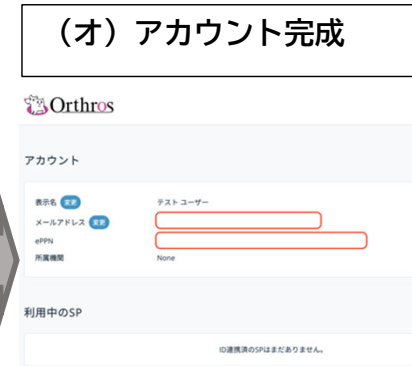 （オ）アカウント完成
Orthros
アカウント
表示名 変更 テスト ユーザー
メールアドレス 変更
ePPN
所属機関 None
利用中のSP
ID連携済のSPはまだありません。